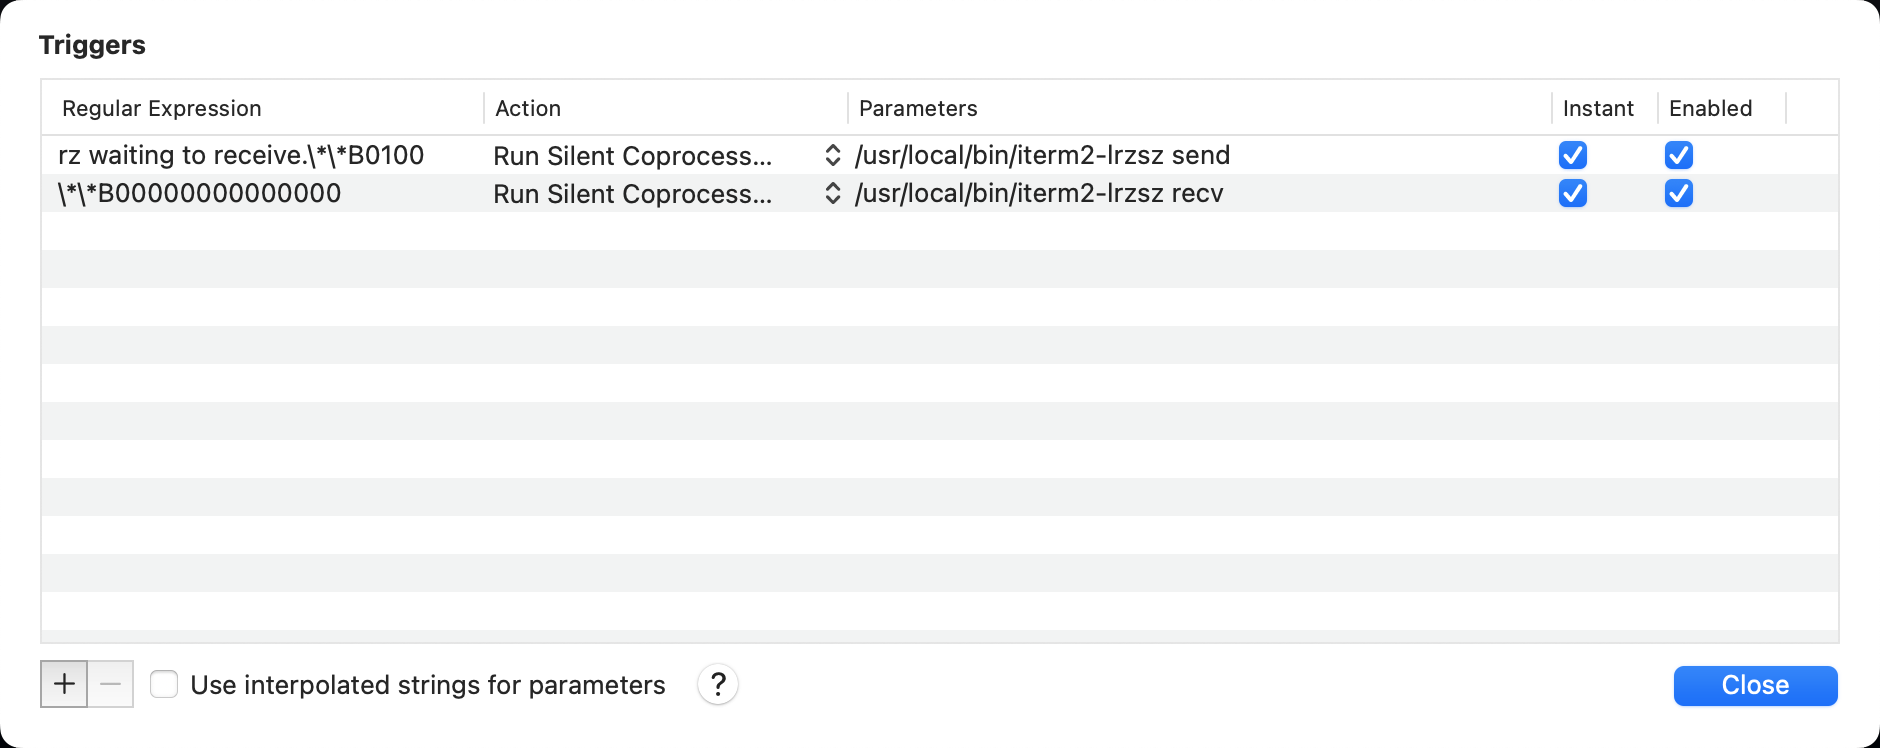 Triggers
Regular Expression Action Parameters Instant Enabled
rz waiting to receive.\*\*B0100 Run Silent Coprocess... /usr/local/bin/iterm2-lrzsz send
\*\*B00000000000000 Run Silent Coprocess... /usr/local/bin/iterm2-lrzsz recv
+ − Use interpolated strings for parameters ? Close